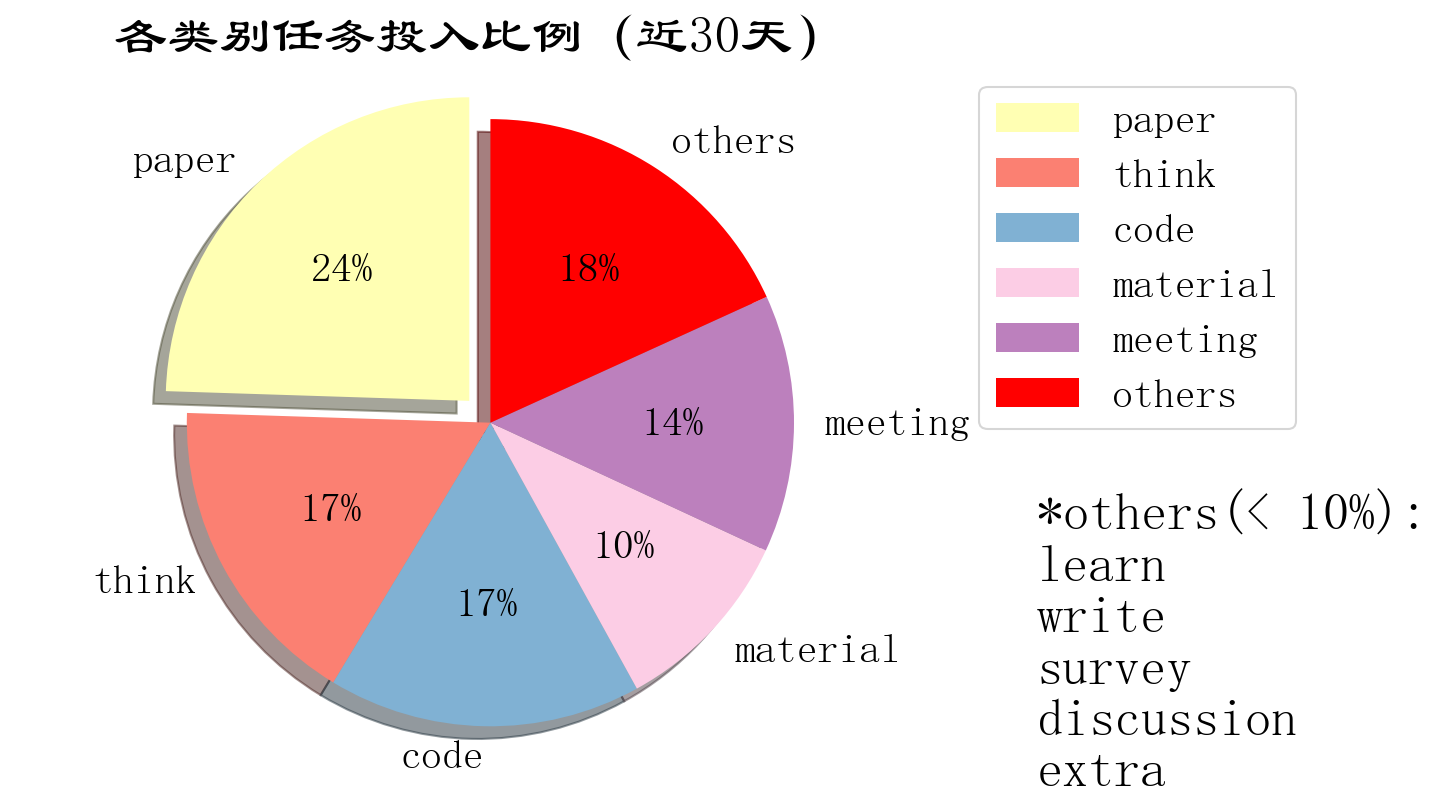 各类别任务投入比例 (近30天)
others
paper
24%
18%
14%
meeting
17%
10%
think
17%
material
code
paper
think
code
material
meeting
others
*others(< 10%):
learn
write
survey
discussion
extra